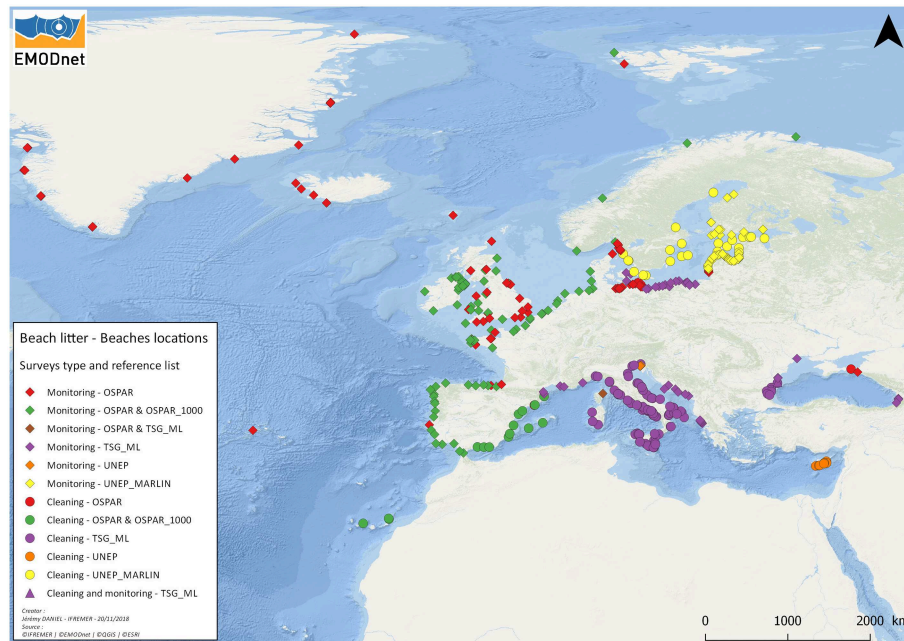 EMODnet
Beach litter - Beaches locations
Surveys type and reference list
Monitoring - OSPAR
Monitoring - OSPAR & OSPAR_1000
Monitoring - OSPAR & TSG_ML
Monitoring - TSG_ML
Monitoring - UNEP
Monitoring - UNEP_MARLIN
Cleaning - OSPAR
Cleaning - OSPAR & OSPAR_1000
Cleaning - TSG_ML
Cleaning - UNEP
Cleaning - UNEP_MARLIN
Cleaning and monitoring - TSG_ML
Creator :
Jérémy DANIEL - IFREMER - 20/11/2018
Source :
©IFREMER | ©EMODnet | ©QGIS | ©ESRI
0 1000 2000 km